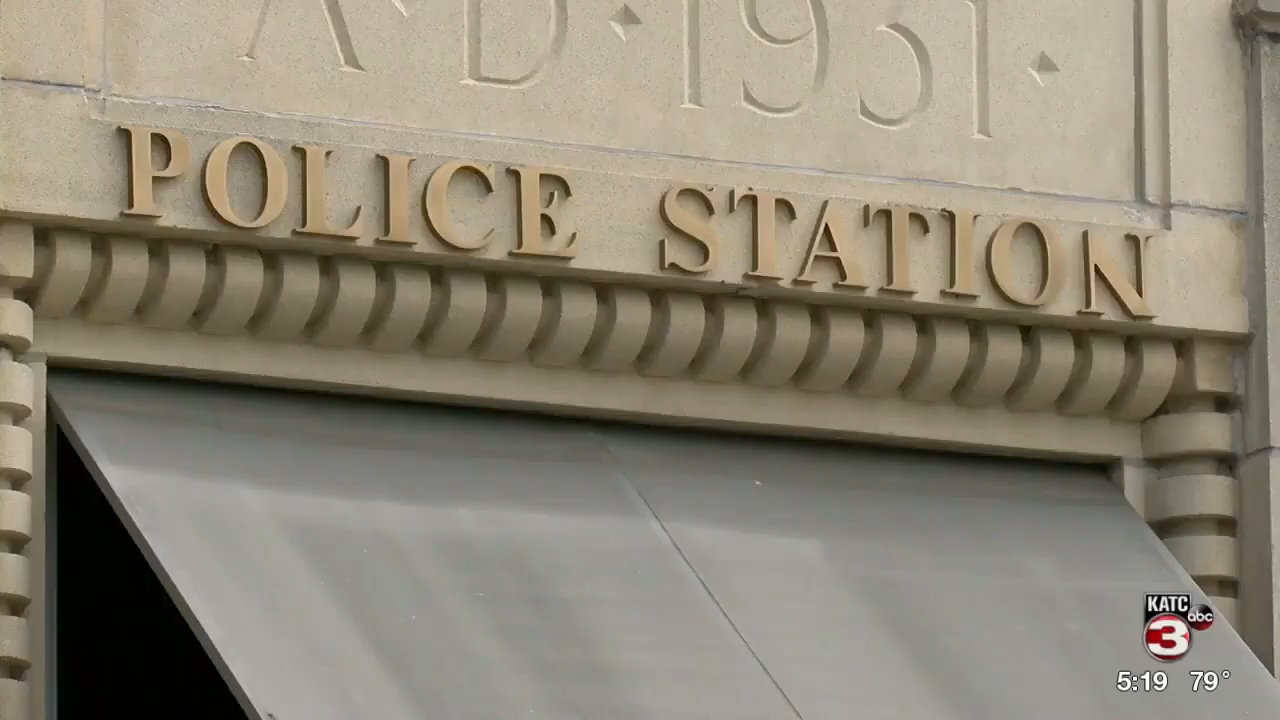 A · D · 1931 ·
POLICE STATION
KATC
abc
3
5:19 79°